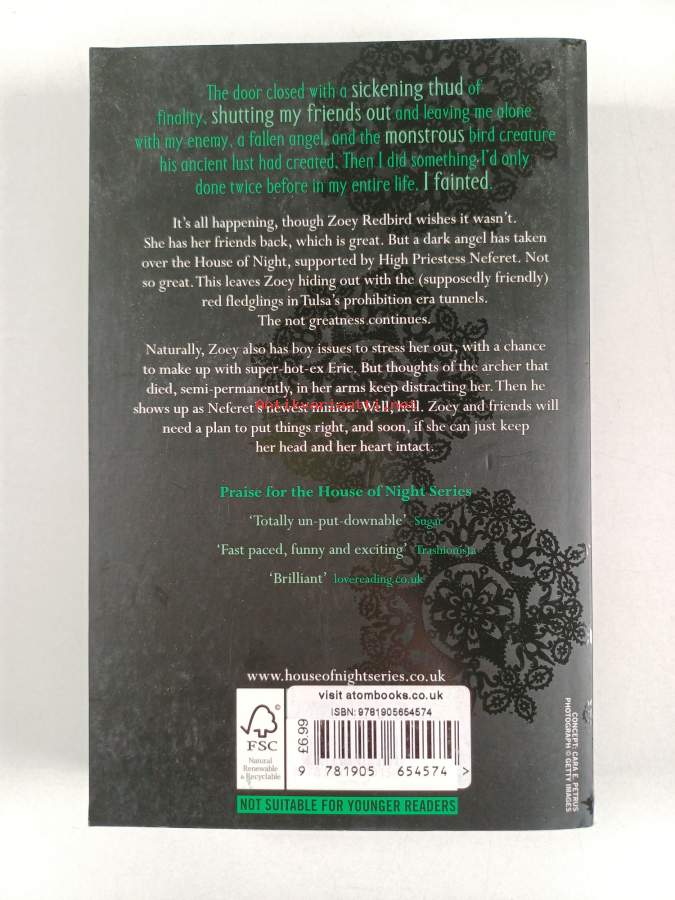 The door closed with a sickening thud of
finality, shutting my friends out and leaving me alone
with my enemy, a fallen angel, and the monstrous bird creature
his ancient lust had created. Then I did something I'd only
done twice before in my entire life. I fainted.
It's all happening, though Zoey Redbird wishes it wasn't.
She has her friends back, which is great. But a dark angel has taken
over the House of Night, supported by High Priestess Neferet. Not
so great. This leaves Zoey hiding out with the (supposedly friendly)
red fledglings in Tulsa's prohibition era tunnels.
The not greatness continues.
Naturally, Zoey also has boy issues to stress her out, with a chance
to make up with super-hot-ex Eric. But thoughts of the archer that
died, semi-permanently, in her arms keep distracting her. Then he
shows up as Neferet's newest minion. Well hell. Zoey and friends will
need a plan to put things right, and soon, if she can just keep
her head and her heart intact.
Praise for the House of Night Series
'Totally un-put-downable' Sugar
'Fast paced, funny and exciting' Trashionista
'Brilliant' lovereading.co.uk
www.houseofnightseries.co.uk
visit atombooks.co.uk
ISBN: 9781905654574
£6.99
FSC
Natural
Renewable
& Recyclable
9 781905 654574 >
NOT SUITABLE FOR YOUNGER READERS
CONCEPT: CARA E. PETRUS
PHOTOGRAPH © GETTY IMAGES